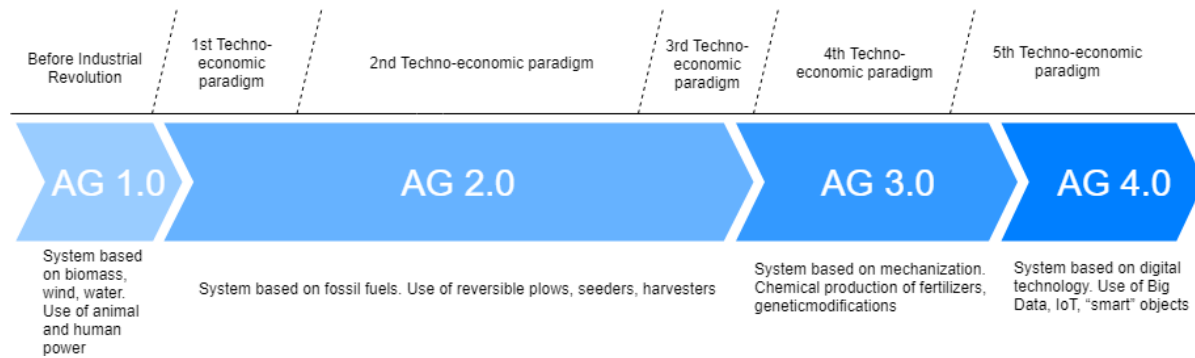 Before Industrial
Revolution
1st Techno-
economic
paradigm
2nd Techno-economic paradigm
3rd Techno-
economic
paradigm
4th Techno-
economic paradigm
5th Techno-economic
paradigm
AG 1.0
AG 2.0
AG 3.0
AG 4.0
System based
on biomass,
wind, water.
Use of animal
and human
power
System based on fossil fuels. Use of reversible plows, seeders, harvesters
System based on mechanization.
Chemical production of fertilizers,
geneticmodifications
System based on digital
technology. Use of Big
Data, IoT, “smart” objects